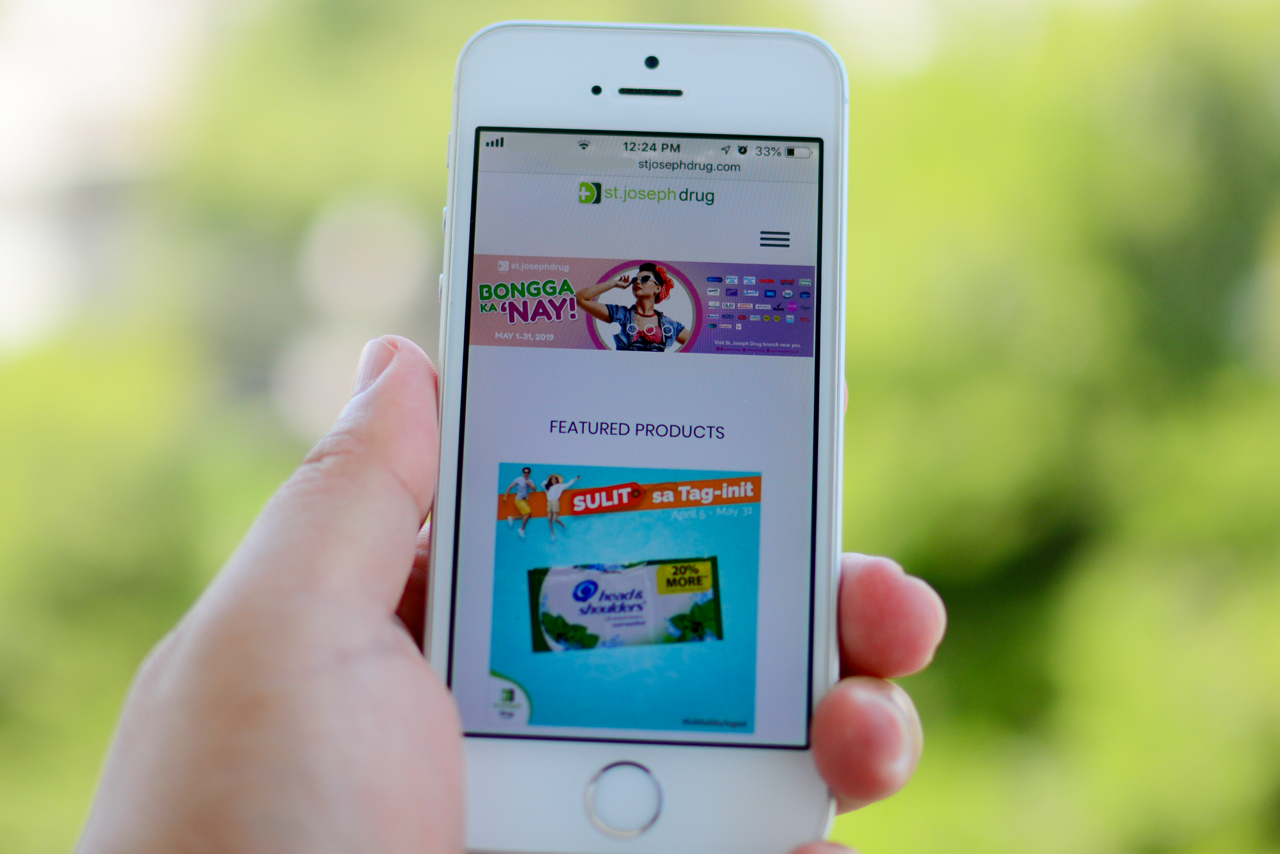 12:24 PM
33%
stjosephdrug.com
st.joseph drug
st.josephdrug
BONGGA
KA 'NAY!
MAY 1-31, 2019
Visit St. Joseph Drug branch near you.
FEATURED PRODUCTS
SULIT sa Tag-init
April 5 - May 31
20%
MORE
head &
shoulders